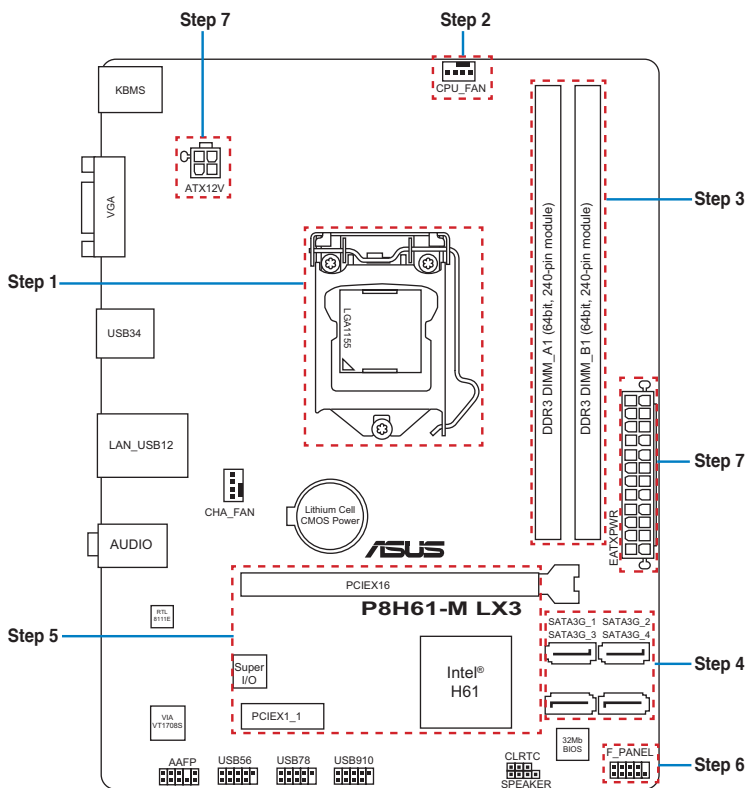 Step 7
Step 2
KBMS
CPU_FAN
ATX12V
VGA
DDR3 DIMM_A1 (64bit, 240-pin module)
DDR3 DIMM_B1 (64bit, 240-pin module)
Step 3
Step 1
LGA1155
USB34
LAN_USB12
CHA_FAN
Lithium Cell
CMOS Power
EATXPWR
Step 7
AUDIO
ASUS
PCIEX16
P8H61-M LX3
RTL
8111E
SATA3G_1 SATA3G_2
SATA3G_3 SATA3G_4
Step 5
Step 4
Super
I/O
Intel®
H61
PCIEX1_1
VIA
VT1708S
32Mb
BIOS
AAFP
USB56
USB78
USB910
CLRTC
SPEAKER
F_PANEL
Step 6